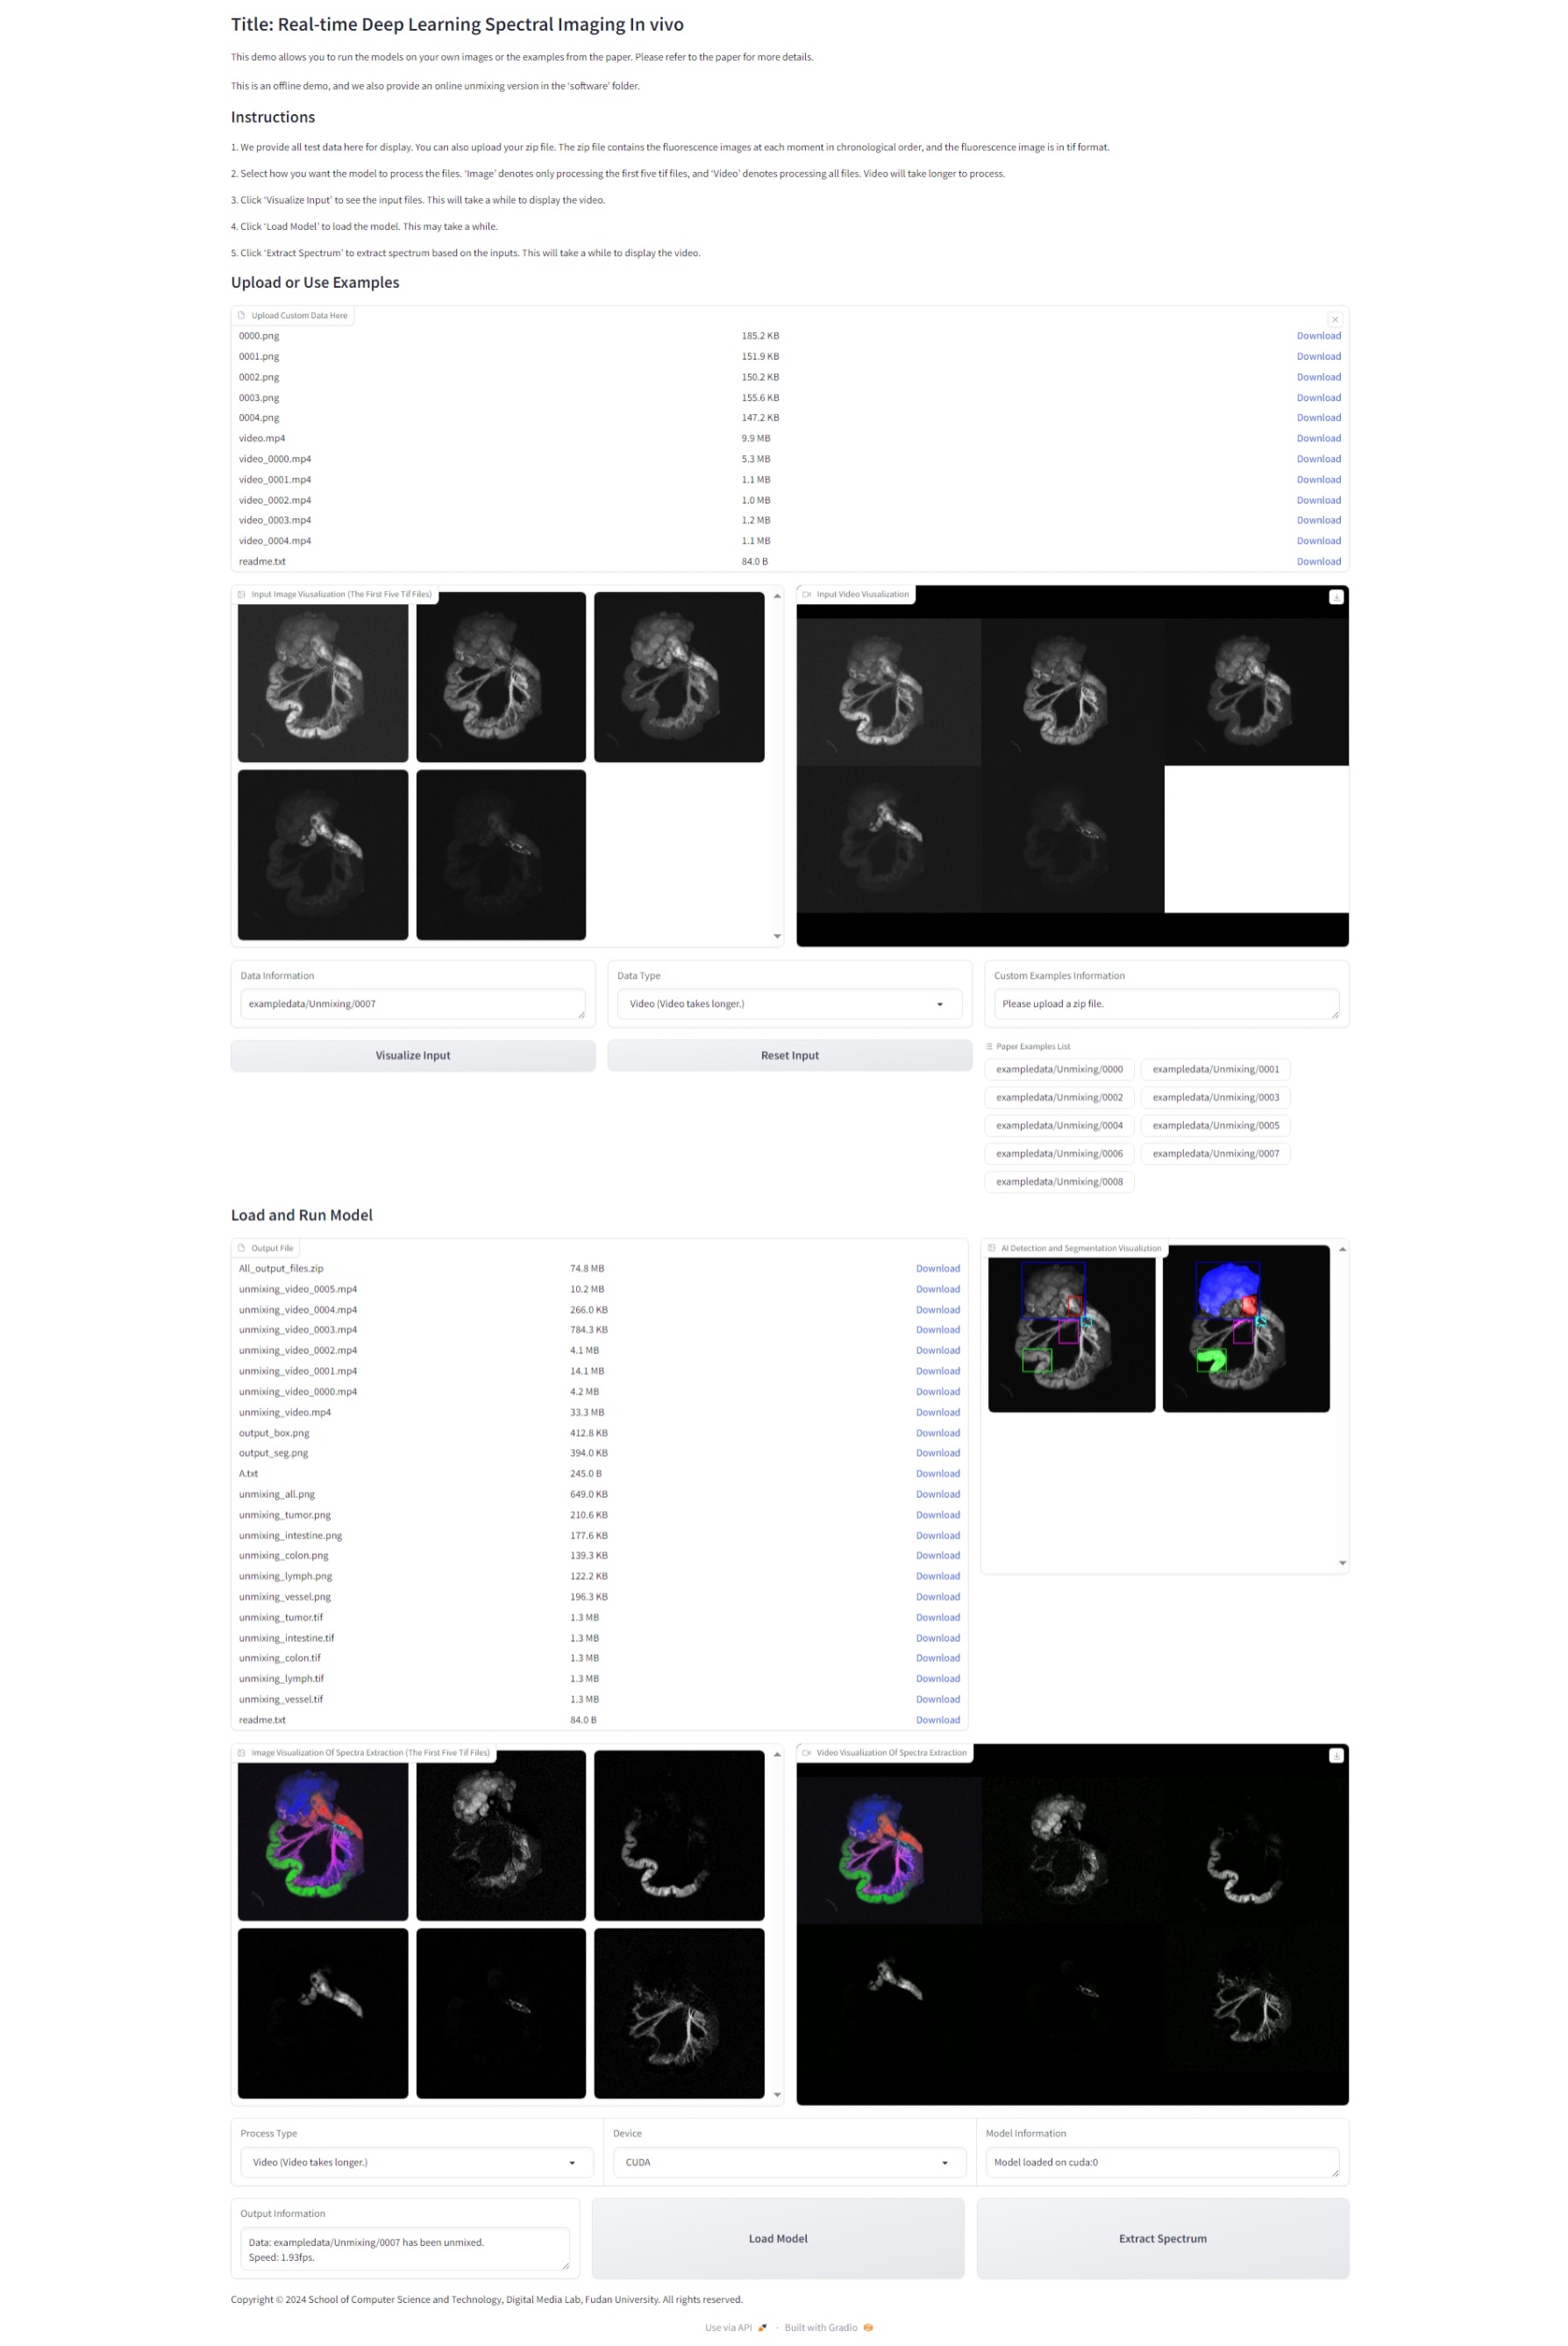 Title: Real-time Deep Learning Spectral Imaging In vivo
This demo allows you to run the models on your own images or the examples from the paper. Please refer to the paper for more details.
This is an offline demo, and we also provide an online unmixing version in the ‘software’ folder.
Instructions
1. We provide all test data here for display. You can also upload your zip file. The zip file contains the fluorescence images at each moment in chronological order, and the fluorescence image is in tif format.
2. Select how you want the model to process the files. ‘Image’ denotes only processing the first five tif files, and ‘Video’ denotes processing all files. Video will take longer to process.
3. Click ‘Visualize Input’ to see the input files. This will take a while to display the video.
4. Click ‘Load Model’ to load the model. This may take a while.
5. Click ‘Extract Spectrum’ to extract spectrum based on the inputs. This will take a while to display the video.
Upload or Use Examples
Upload Custom Data Here
0000.png 185.2 KB Download
0001.png 151.9 KB Download
0002.png 150.2 KB Download
0003.png 155.6 KB Download
0004.png 147.2 KB Download
video.mp4 9.9 MB Download
video_0000.mp4 5.3 MB Download
video_0001.mp4 1.1 MB Download
video_0002.mp4 1.0 MB Download
video_0003.mp4 1.2 MB Download
video_0004.mp4 1.1 MB Download
readme.txt 84.0 B Download
Input Image Viusalization (The First Five Tif Files)
Input Video Viusalization
Data Information
exampledata/Unmixing/0007
Data Type
Video (Video takes longer.)
Custom Examples Information
Please upload a zip file.
Visualize Input
Reset Input
Paper Examples List
exampledata/Unmixing/0000 exampledata/Unmixing/0001
exampledata/Unmixing/0002 exampledata/Unmixing/0003
exampledata/Unmixing/0004 exampledata/Unmixing/0005
exampledata/Unmixing/0006 exampledata/Unmixing/0007
exampledata/Unmixing/0008
Load and Run Model
Output File
All_output_files.zip 74.8 MB Download
unmixing_video_0005.mp4 10.2 MB Download
unmixing_video_0004.mp4 266.0 KB Download
unmixing_video_0003.mp4 784.3 KB Download
unmixing_video_0002.mp4 4.1 MB Download
unmixing_video_0001.mp4 14.1 MB Download
unmixing_video_0000.mp4 4.2 MB Download
unmixing_video.mp4 33.3 MB Download
output_box.png 412.8 KB Download
output_seg.png 394.0 KB Download
A.txt 245.0 B Download
unmixing_all.png 649.0 KB Download
unmixing_tumor.png 210.6 KB Download
unmixing_intestine.png 177.6 KB Download
unmixing_colon.png 139.3 KB Download
unmixing_lymph.png 122.2 KB Download
unmixing_vessel.png 196.3 KB Download
unmixing_tumor.tif 1.3 MB Download
unmixing_intestine.tif 1.3 MB Download
unmixing_colon.tif 1.3 MB Download
unmixing_lymph.tif 1.3 MB Download
unmixing_vessel.tif 1.3 MB Download
readme.txt 84.0 B Download
AI Detection and Segmentation Visualiztion
Image Visualization Of Spectra Extraction (The First Five Tif Files)
Video Visualization Of Spectra Extraction
Process Type
Video (Video takes longer.)
Device
CUDA
Model Information
Model loaded on cuda:0
Output Information
Data: exampledata/Unmixing/0007 has been unmixed.
Speed: 1.93fps.
Load Model
Extract Spectrum
Copyright © 2024 School of Computer Science and Technology, Digital Media Lab, Fudan University. All rights reserved.
Use via API · Built with Gradio